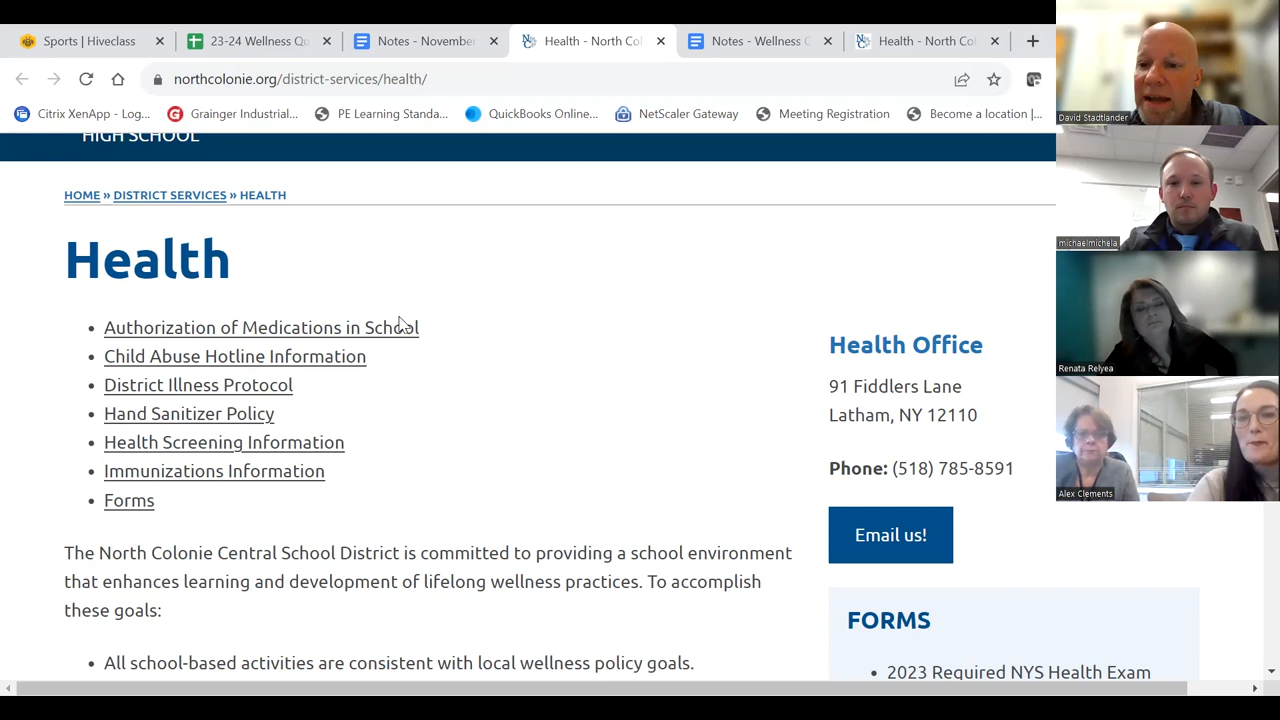 Sports | Hiveclass
23-24 Wellness Qu
Notes - November
Health - North Col
Notes - Wellness C
Health - North Col
northcolonie.org/district-services/health/
Citrix XenApp - Log...
Grainger Industrial...
PE Learning Standa...
QuickBooks Online...
NetScaler Gateway
Meeting Registration
Become a location |...
HIGH SCHOOL
HOME » DISTRICT SERVICES » HEALTH
Health
• Authorization of Medications in School
• Child Abuse Hotline Information
• District Illness Protocol
• Hand Sanitizer Policy
• Health Screening Information
• Immunizations Information
• Forms
The North Colonie Central School District is committed to providing a school environment
that enhances learning and development of lifelong wellness practices. To accomplish
these goals:
• All school-based activities are consistent with local wellness policy goals.
Health Office
91 Fiddlers Lane
Latham, NY 12110
Phone: (518) 785-8591
Email us!
FORMS
• 2023 Required NYS Health Exam
David Stadtlander
michaelmichela
Renata Relyea
Alex Clements